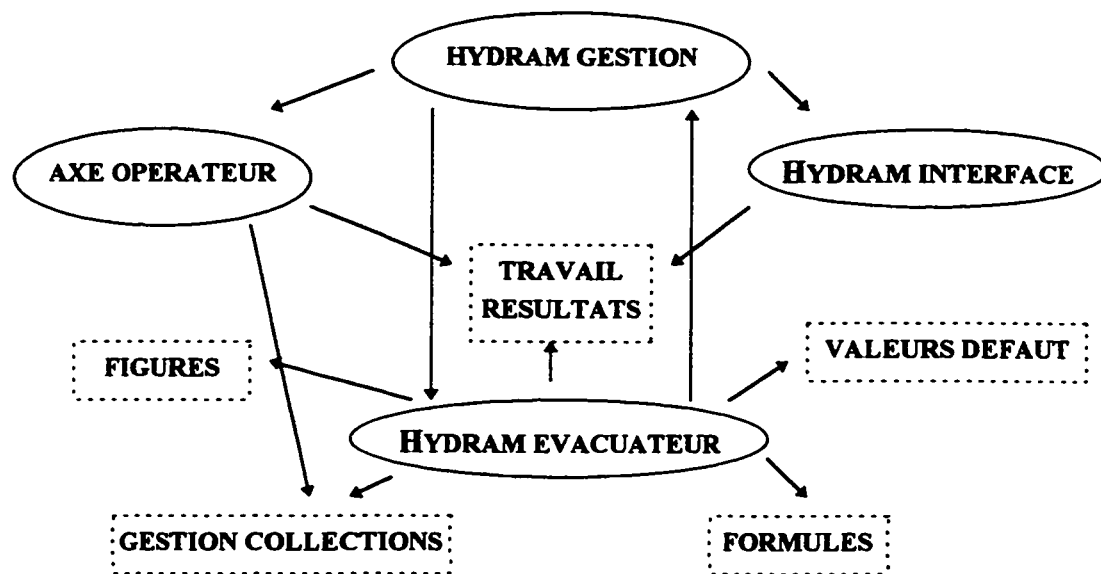 HYDRAM GESTION
AXE OPERATEUR
HYDRAM INTERFACE
TRAVAIL
RESULTATS
FIGURES
VALEURS DEFAUT
HYDRAM EVACUATEUR
GESTION COLLECTIONS
FORMULES